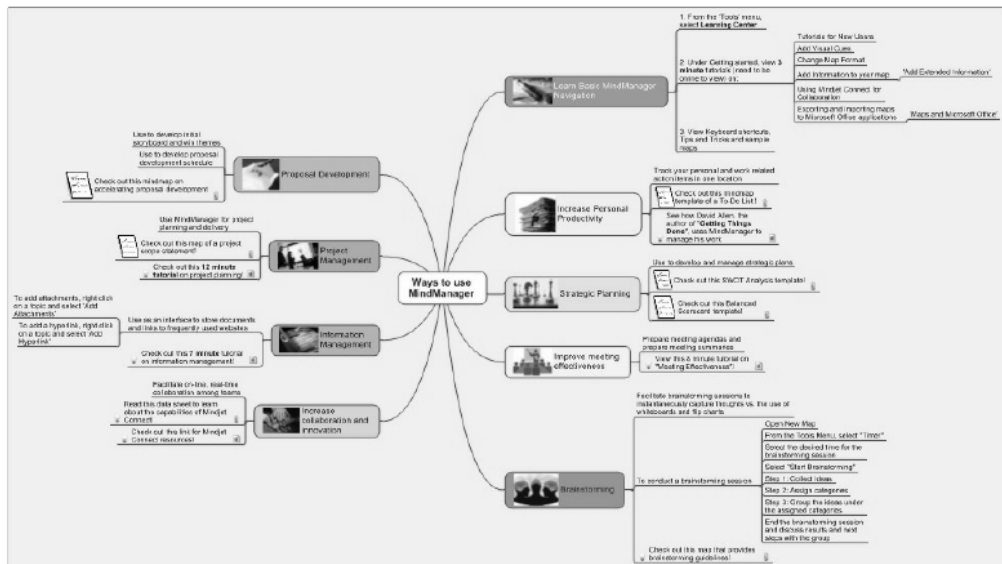 Ways to use
MindManager
Learn Basic MindManager
Navigation
1. From the 'Tools' menu,
select Learning Center
2. Under Getting started, view 5
minute tutorials (need to be
online to view) on:
Tutorials for New Users
Add Visual Cues
Change Map Format
Add Information to your map
"Add Extended Information"
Using Mindjet Connect for
Collaboration
Exporting and Importing maps
to Microsoft Office applications
"Maps and Microsoft Office"
3. View Keyboard shortcuts,
Tips and Tricks and sample
maps
Increase Personal
Productivity
Track your personal and work related
action items in one location
Check out this mindmap
template of a To-Do List!
See how David Allen, the
author of "Getting Things
Done", uses MindManager to
manage his work
Strategic Planning
Use to develop and manage strategic plans
Check out this SWOT Analysis template!
Check out this Balanced
Scorecard template!
Improve meeting
effectiveness
Prepare meeting agendas and
prepare meeting summaries
View this 8 minute tutorial on
"Meeting Effectiveness"!
Brainstorming
Facilitate brainstorming sessions to
instantaneously capture thoughts vs. the use of
whiteboards and flip charts
To conduct a brainstorming session
Open New Map
From the Tools Menu, select "Timer"
Select the desired time for the
brainstorming session
Select "Start Brainstorming"
Step 1: Collect ideas
Step 2: Assign categories
Step 3: Group the ideas under
the assigned categories
End the brainstorming session
and discuss results and next
steps with the group
Check out this map that provides
brainstorming guidelines!
Proposal Development
Use to develop initial
storyboard and win themes
Use to develop proposal
development schedule
Check out this mindmap on
accelerating proposal development!
Project
Management
Use MindManager for project
planning and delivery
Check out this map of a project
scope statement!
Check out this 12 minute
tutorial on project planning!
Information
Management
Use as an interface to store documents
and links to frequently used websites
To add attachments, right click
on a topic and select "Add
Attachments"
To add a hyperlink, right click
on a topic and select "Add
Hyperlink"
Check out this 7 minute tutorial
on information management!
Increase
collaboration and
innovation
Facilitate on-line, real-time
collaboration among teams
Read this data sheet to learn
about the capabilities of Mindjet
Connect!
Check out this link for Mindjet
Connect resources!